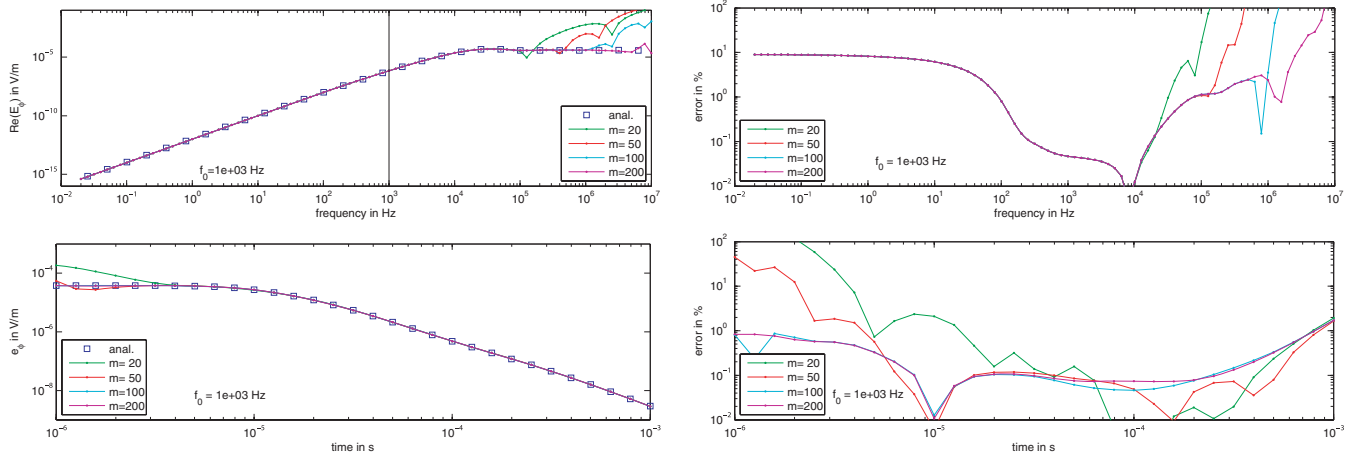 Re(E_ϕ) in V/m
10^-5
10^-10
10^-15
f_0=1e+03 Hz
anal.
m= 20
m= 50
m=100
m=200
10^-2 10^-1 10^0 10^1 10^2 10^3 10^4 10^5 10^6 10^7
frequency in Hz
error in %
10^2
10^1
10^0
10^-1
10^-2
m= 20
m= 50
m=100
m=200
f_0 = 1e+03 Hz
10^-2 10^-1 10^0 10^1 10^2 10^3 10^4 10^5 10^6 10^7
frequency in Hz
e_ϕ in V/m
10^-4
10^-6
10^-8
anal.
m= 20
m= 50
m=100
m=200
f_0 = 1e+03 Hz
10^-6 10^-5 10^-4 10^-3
time in s
error in %
10^2
10^1
10^0
10^-1
10^-2
m= 20
m= 50
m=100
m=200
f_0 = 1e+03 Hz
10^-6 10^-5 10^-4 10^-3
time in s